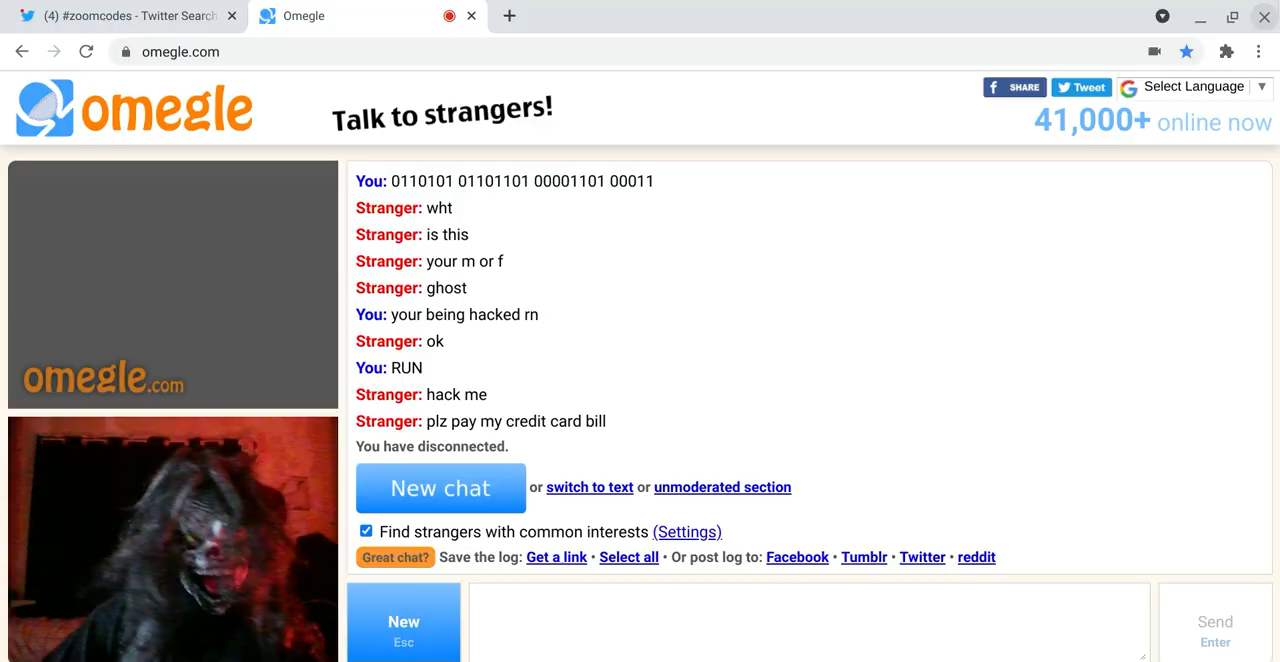 (4) #zoomcodes - Twitter Search
Omegle
omegle.com
omegle
Talk to strangers!
SHARE
Tweet
Select Language ▼
41,000+ online now
omegle.com
You: 0110101 01101101 00001101 00011
Stranger: wht
Stranger: is this
Stranger: your m or f
Stranger: ghost
You: your being hacked rn
Stranger: ok
You: RUN
Stranger: hack me
Stranger: plz pay my credit card bill
You have disconnected.
New chat or switch to text or unmoderated section
Find strangers with common interests (Settings)
Great chat? Save the log: Get a link • Select all • Or post log to: Facebook • Tumblr • Twitter • reddit
New
Esc
Send
Enter